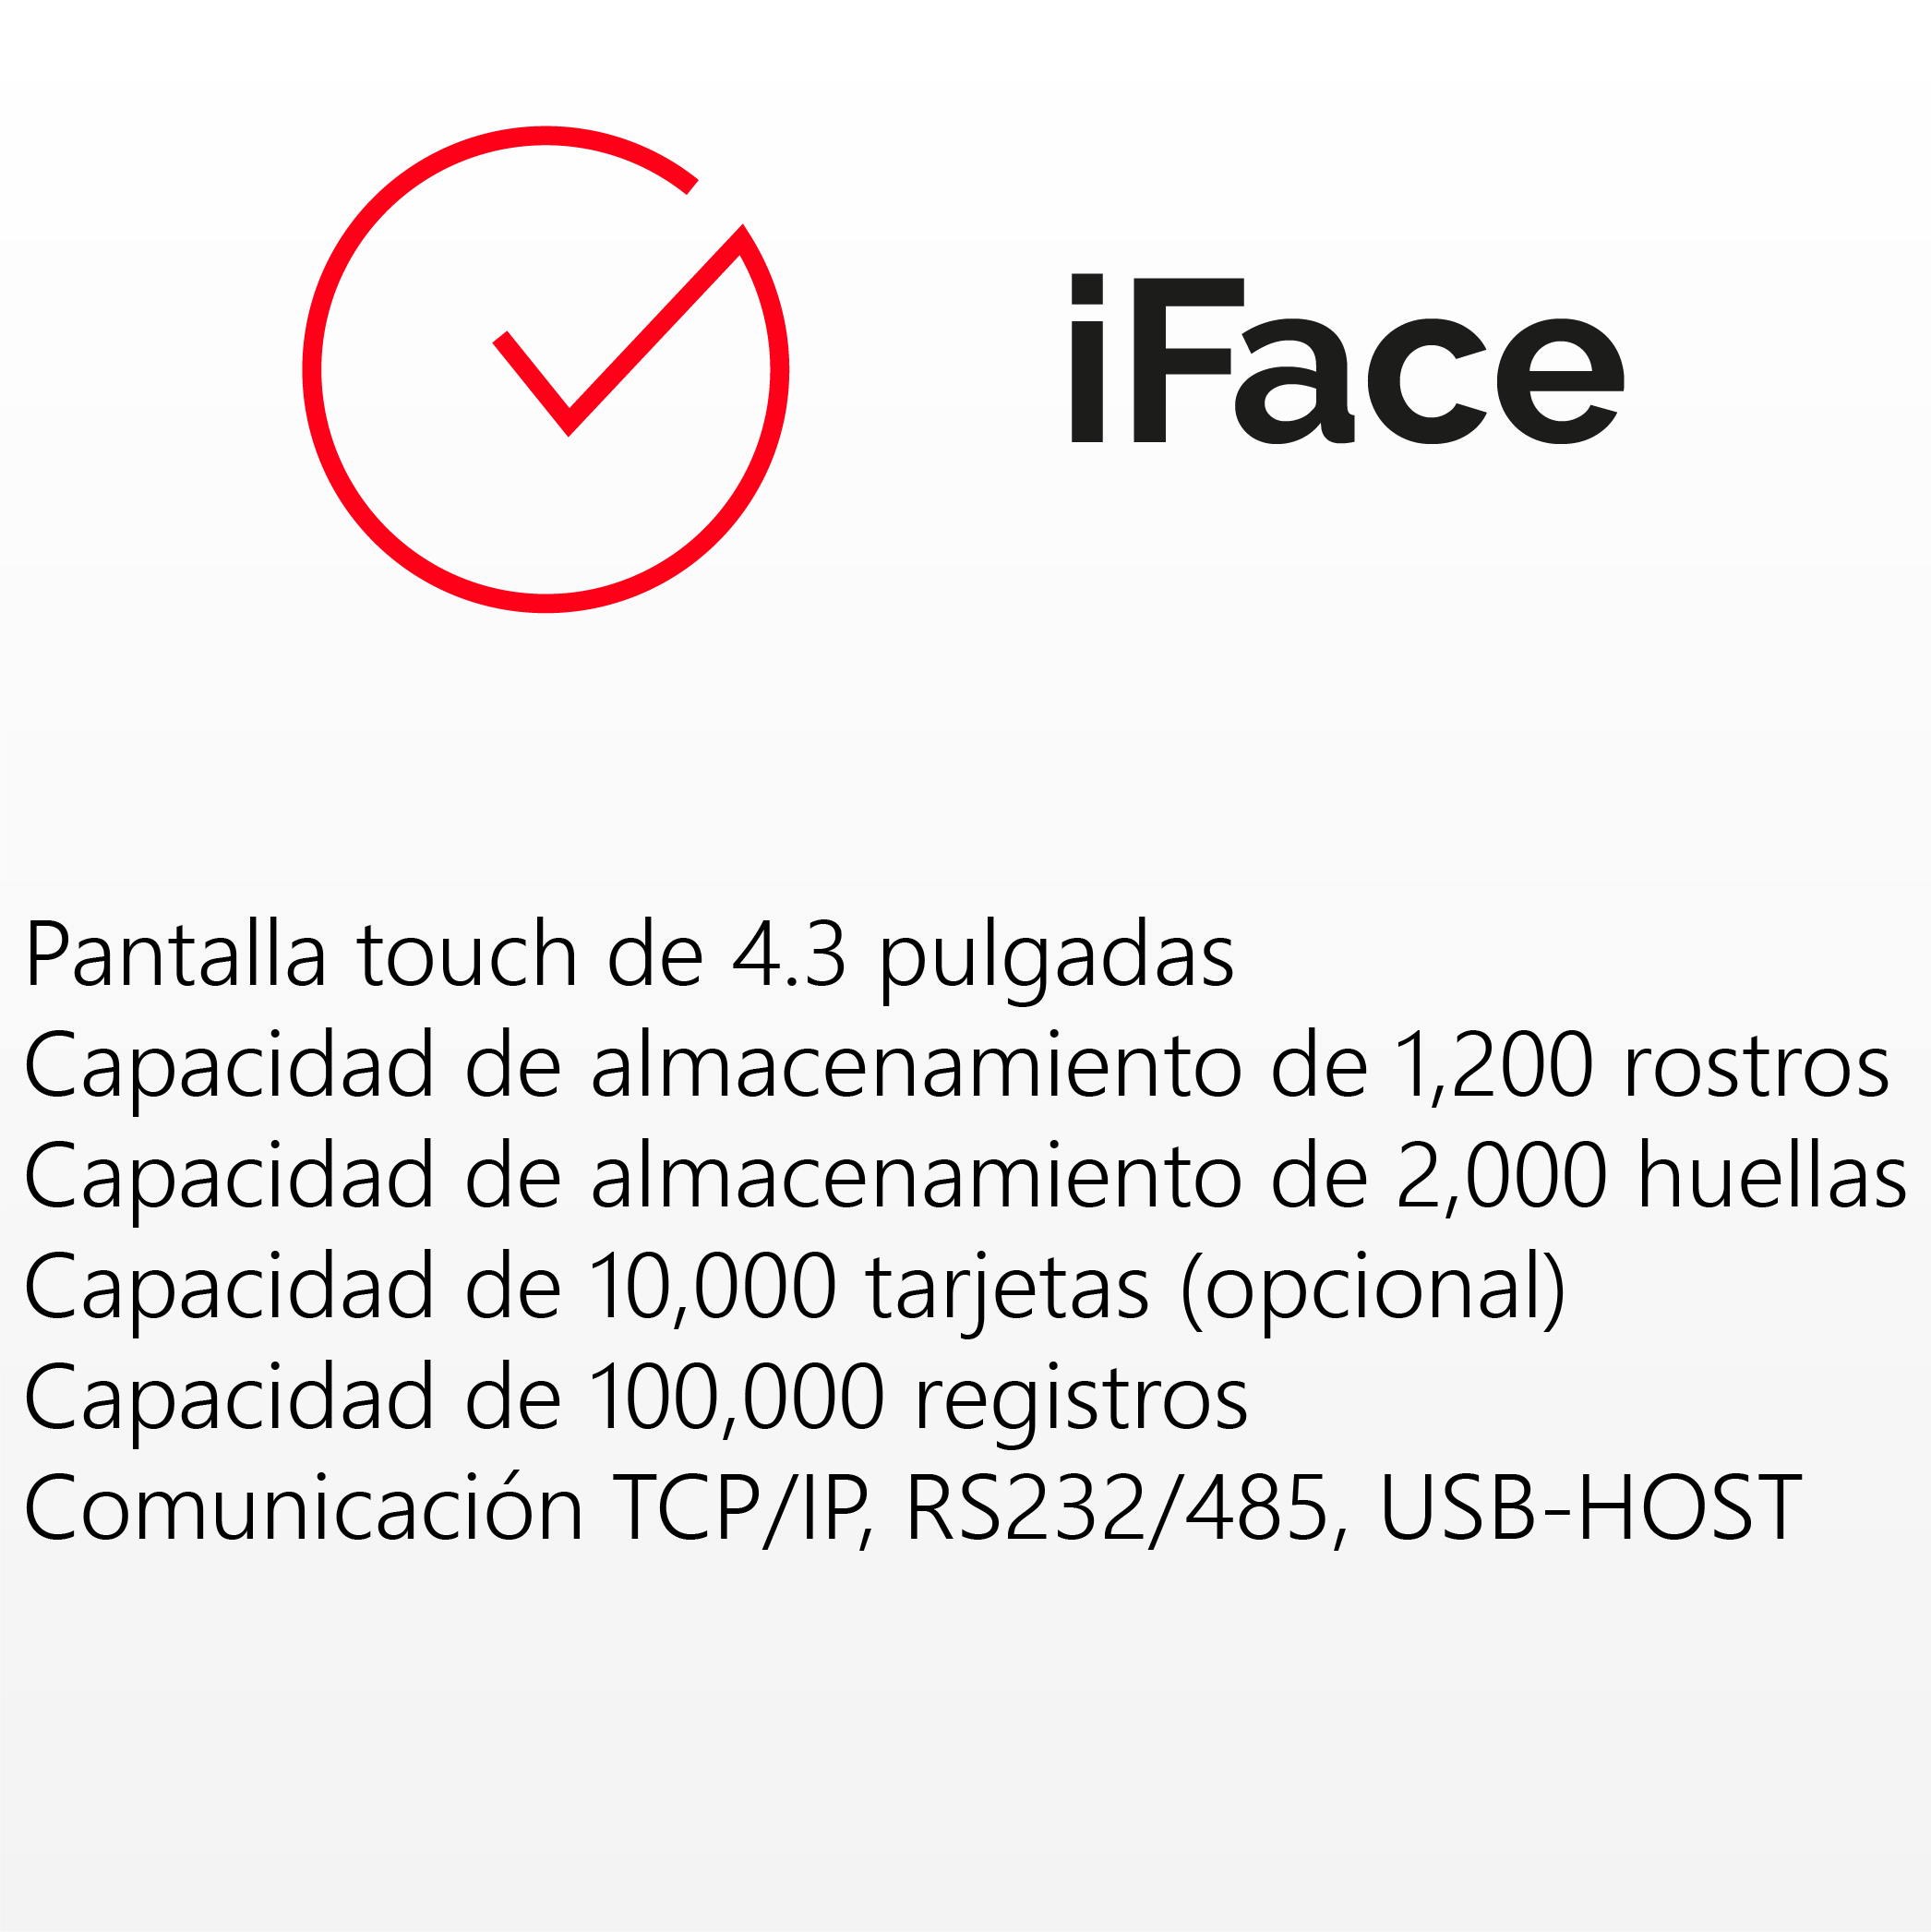 iFace
Pantalla touch de 4.3 pulgadas
Capacidad de almacenamiento de 1,200 rostros
Capacidad de almacenamiento de 2,000 huellas
Capacidad de 10,000 tarjetas (opcional)
Capacidad de 100,000 registros
Comunicación TCP/IP, RS232/485, USB-HOST